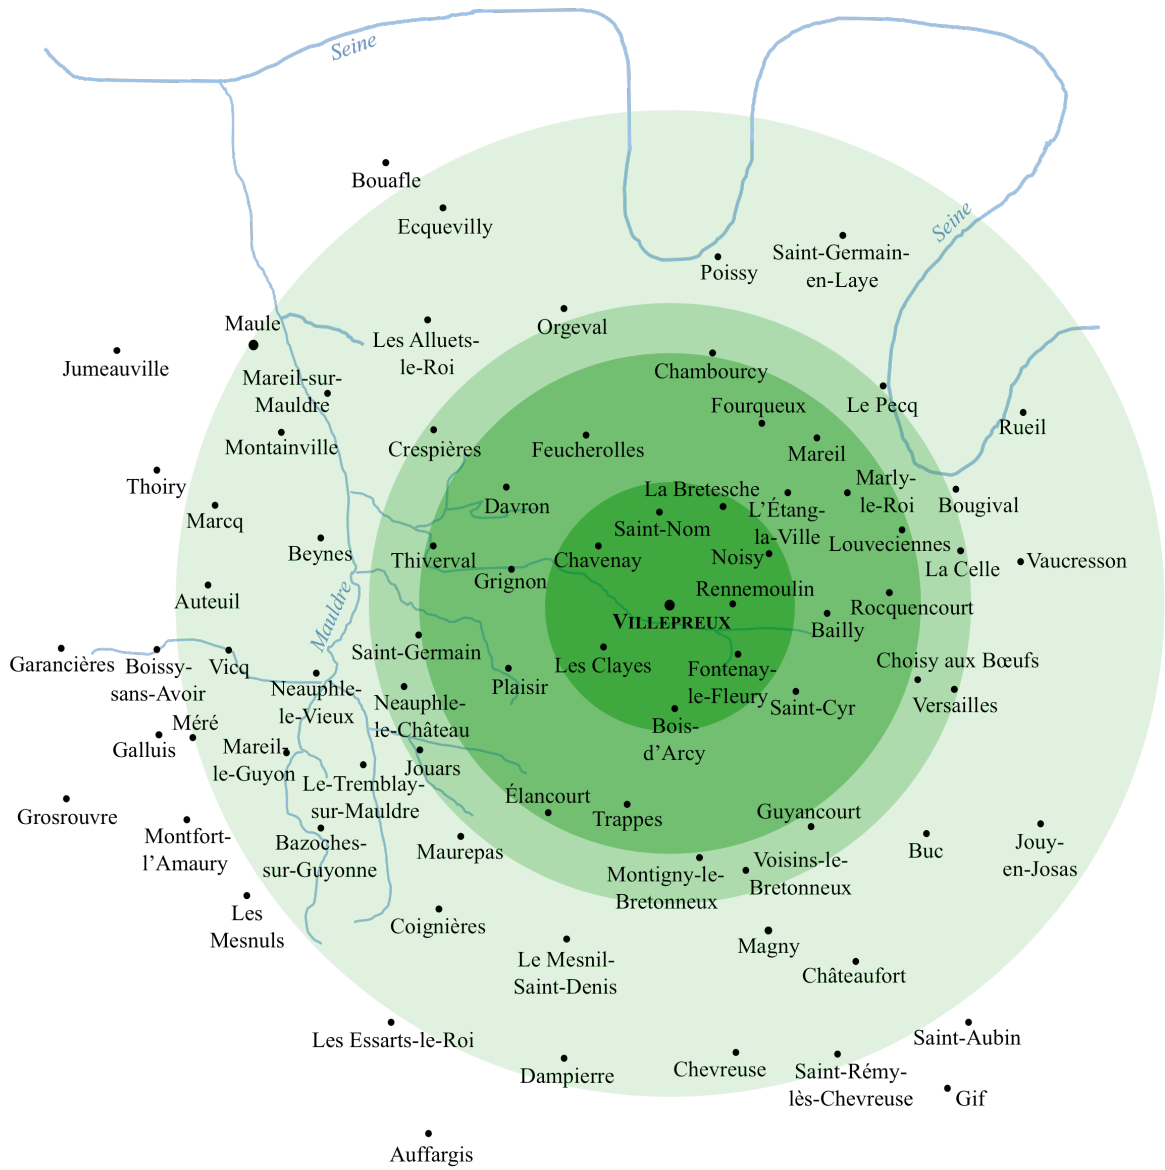 Seine
Bouafle
Ecquevilly
Seine
Saint-Germain-
en-Laye
Poissy
Maule
Orgeval
Les Alluets-
le-Roi
Jumeauville
Chambourcy
Mareil-sur-
Mauldre
Fourqueux
Le Pecq
Rueil
Montainville
Crespières
Feucherolles
Mareil
Thoiry
Marly-
le-Roi
La Bretesche
Davron
Bougival
Marcq
L'Étang-
la-Ville
Saint-Nom
Louveciennes
Beynes
Thiverval
Chavenay
Noisy
Vaucresson
La Celle
Grignon
Rennemoulin
Auteuil
Rocquencourt
Mauldre
VILLEPREUX
Bailly
Garancières
Boissy-
sans-Avoir
Vicq
Saint-Germain
Les Clayes
Fontenay-
le-Fleury
Choisy aux Bœufs
Neauphle-
le-Vieux
Plaisir
Neauphle-
le-Château
Saint-Cyr
Versailles
Méré
Bois-
d'Arcy
Galluis
Mareil-
le-Guyon
Jouars
Le-Tremblay-
sur-Mauldre
Élancourt
Grosrouvre
Trappes
Guyancourt
Montfort-
l'Amaury
Bazoches-
sur-Guyonne
Maurepas
Buc
Jouy-
en-Josas
Montigny-le-
Bretonneux
Voisins-le-
Bretonneux
Les
Mesnuls
Coignières
Magny
Le Mesnil-
Saint-Denis
Châteaufort
Les Essarts-le-Roi
Saint-Aubin
Dampierre
Chevreuse
Saint-Rémy-
lès-Chevreuse
Gif
Auffargis